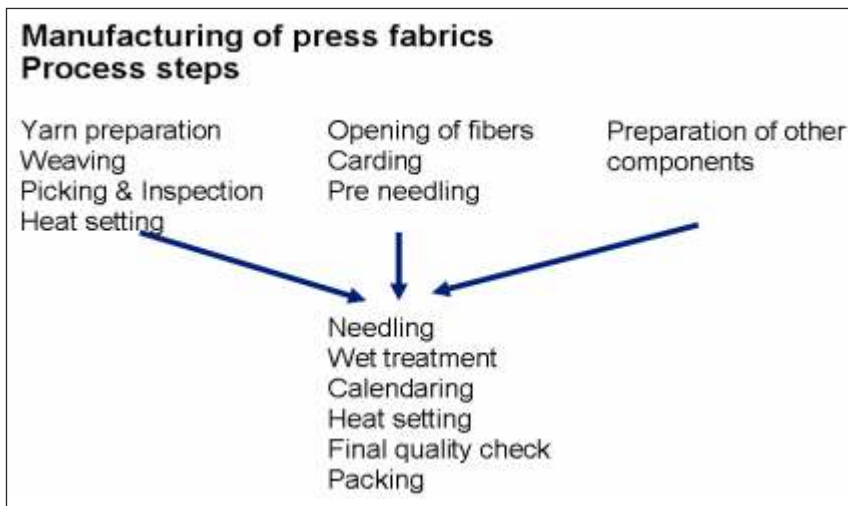 Manufacturing of press fabrics
Process steps
Yarn preparation
Weaving
Picking & Inspection
Heat setting
Opening of fibers
Carding
Pre needling
Preparation of other
components
Needling
Wet treatment
Calendaring
Heat setting
Final quality check
Packing